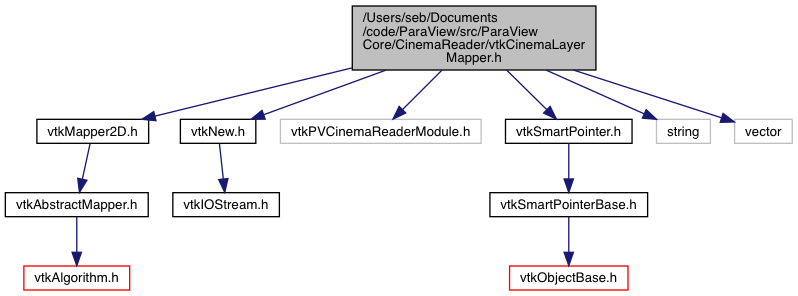 /Users/seb/Documents
/code/ParaView/src/ParaView
Core/CinemaReader/vtkCinemaLayer
Mapper.h
vtkMapper2D.h
vtkNew.h
vtkPVCinemaReaderModule.h
vtkSmartPointer.h
string
vector
vtkAbstractMapper.h
vtkIOStream.h
vtkSmartPointerBase.h
vtkAlgorithm.h
vtkObjectBase.h